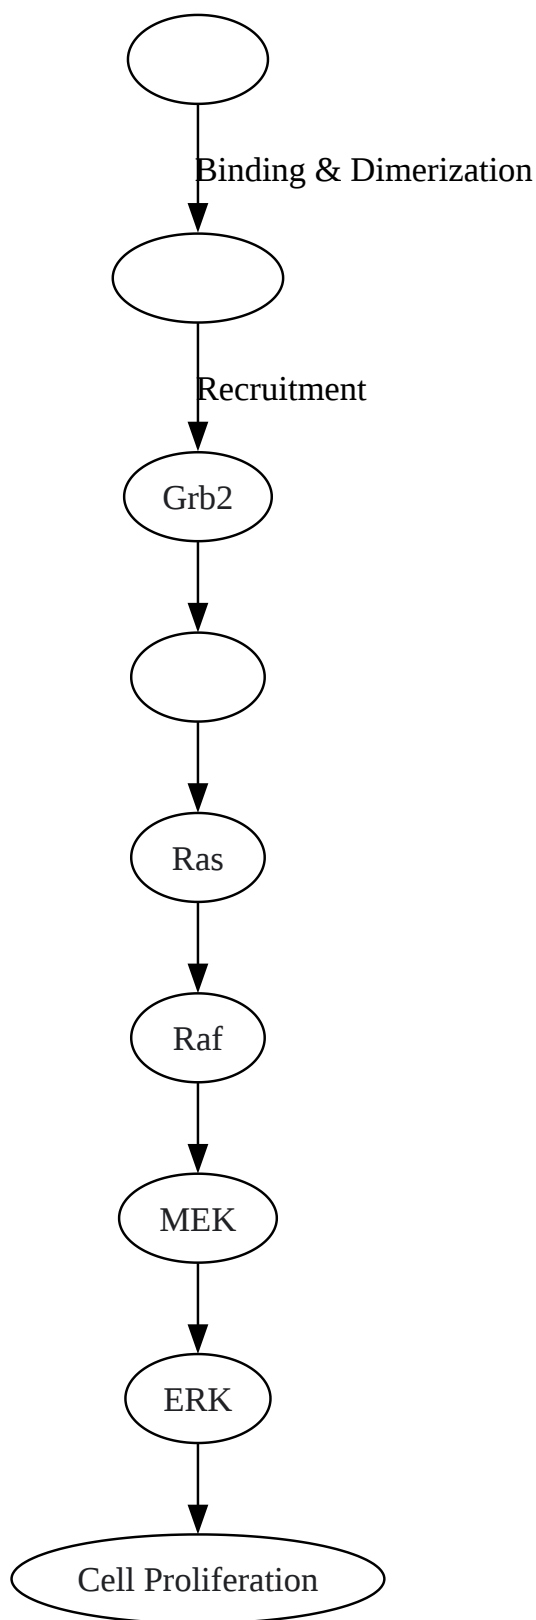 Binding & Dimerization
Recruitment
Grb2
Ras
Raf
MEK
ERK
Cell Proliferation